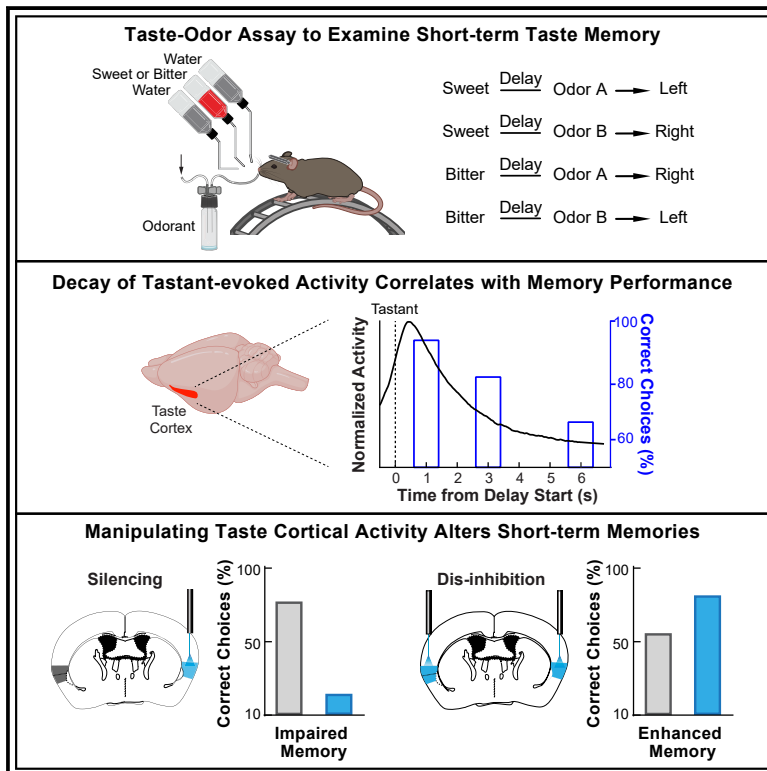 Taste-Odor Assay to Examine Short-term Taste Memory
Water
Sweet or Bitter
Water
Odorant
Sweet Delay Odor A → Left
Sweet Delay Odor B → Right
Bitter Delay Odor A → Right
Bitter Delay Odor B → Left
Decay of Tastant-evoked Activity Correlates with Memory Performance
Taste
Cortex
Tastant
Normalized Activity
Correct Choices (%)
100
80
60
0 1 2 3 4 5 6
Time from Delay Start (s)
Manipulating Taste Cortical Activity Alters Short-term Memories
Silencing
Correct Choices (%)
100
50
10
Impaired
Memory
Dis-inhibition
Correct Choices (%)
100
50
10
Enhanced
Memory